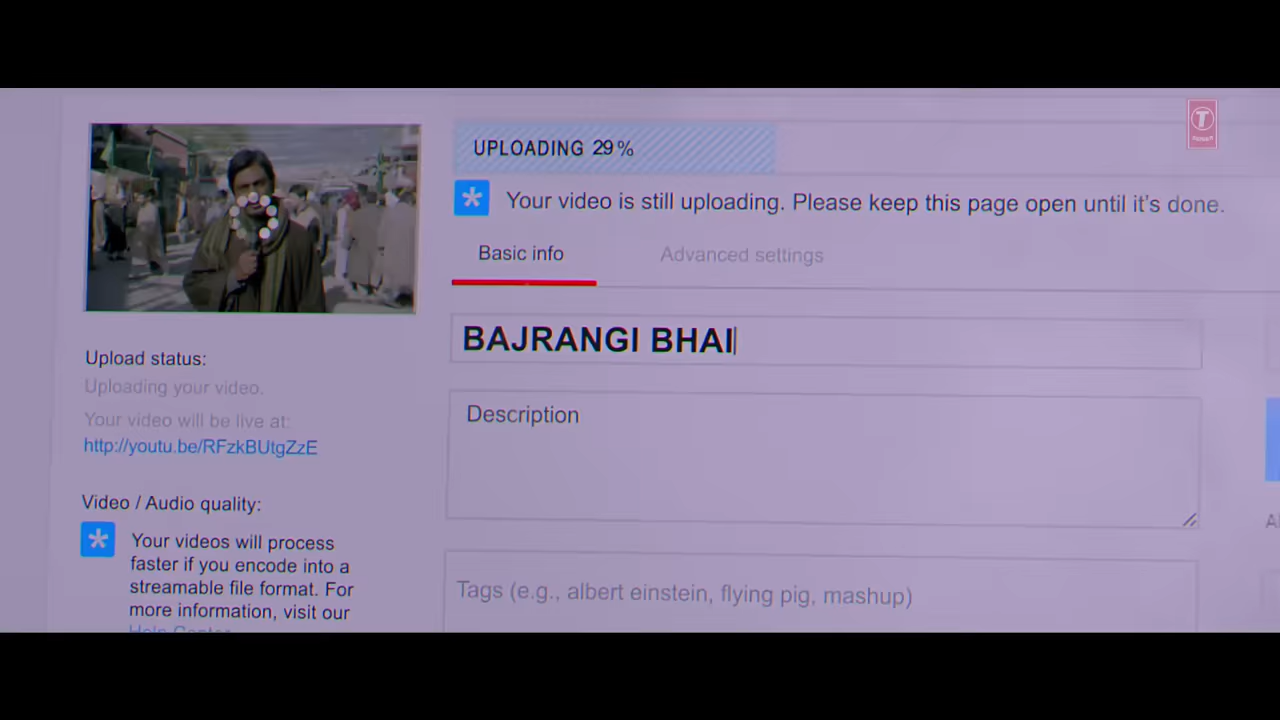 T
UPLOADING 29%
Your video is still uploading. Please keep this page open until it's done.
Basic info
Advanced settings
BAJRANGI BHAI
Upload status:
Uploading your video.
Your video will be live at:
http://youtu.be/RFzkBUtgZzE
Description
Video / Audio quality:
Your videos will process
faster if you encode into a
streamable file format. For
more information, visit our
Help Center
Tags (e.g., albert einstein, flying pig, mashup)